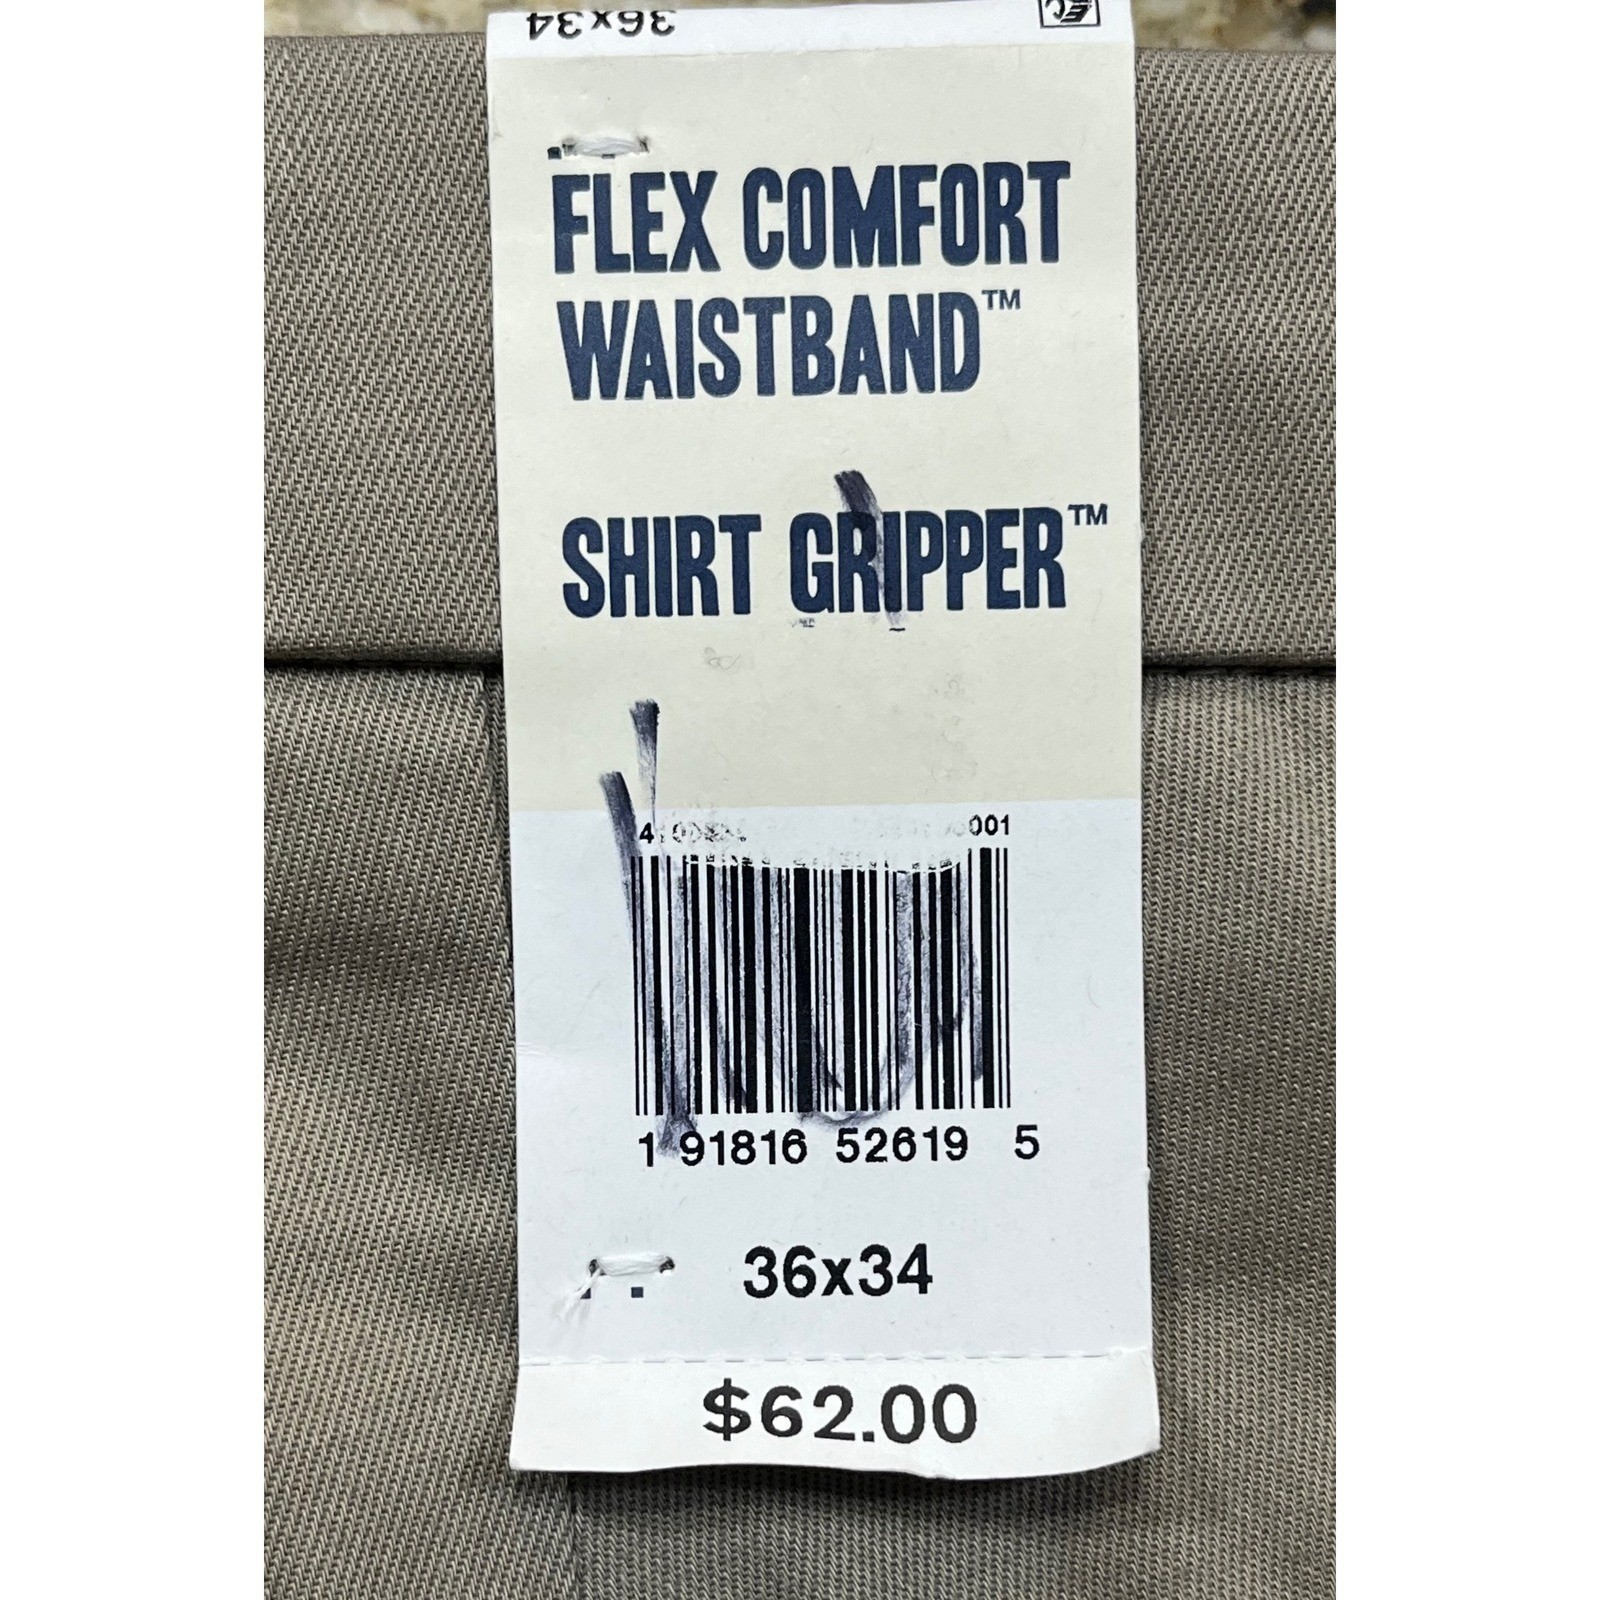 36x34
FLEX COMFORT
WAISTBAND™
SHIRT GRIPPER™
001
1 91816 52619 5
36x34
$62.00